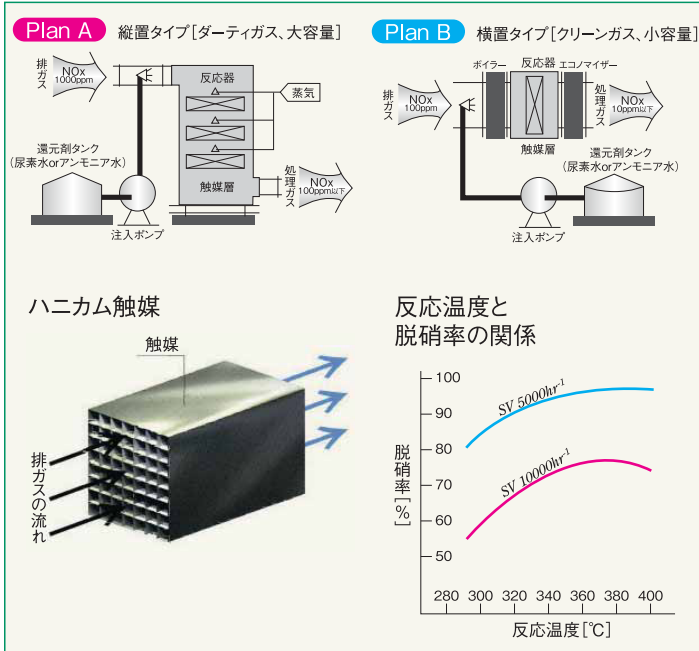 Plan A 縦置タイプ[ダーティガス、大容量]
排ガス
NOx
1000ppm
反応器
蒸気
還元剤タンク
(尿素水orアンモニア水)
触媒層
処理ガス
NOx
100ppm以下
注入ポンプ
Plan B 横置タイプ[クリーンガス、小容量]
ボイラー 反応器 エコノマイザー
排ガス
NOx
1000ppm
処理ガス
NOx
10ppm以下
触媒層
還元剤タンク
(尿素水orアンモニア水)
注入ポンプ
ハニカム触媒
触媒
排ガスの流れ
反応温度と
脱硝率の関係
100
90
80
70
60
50
脱硝率[%]
SV 5000hr⁻¹
SV 10000hr⁻¹
280 300 320 340 360 380 400
反応温度[℃]